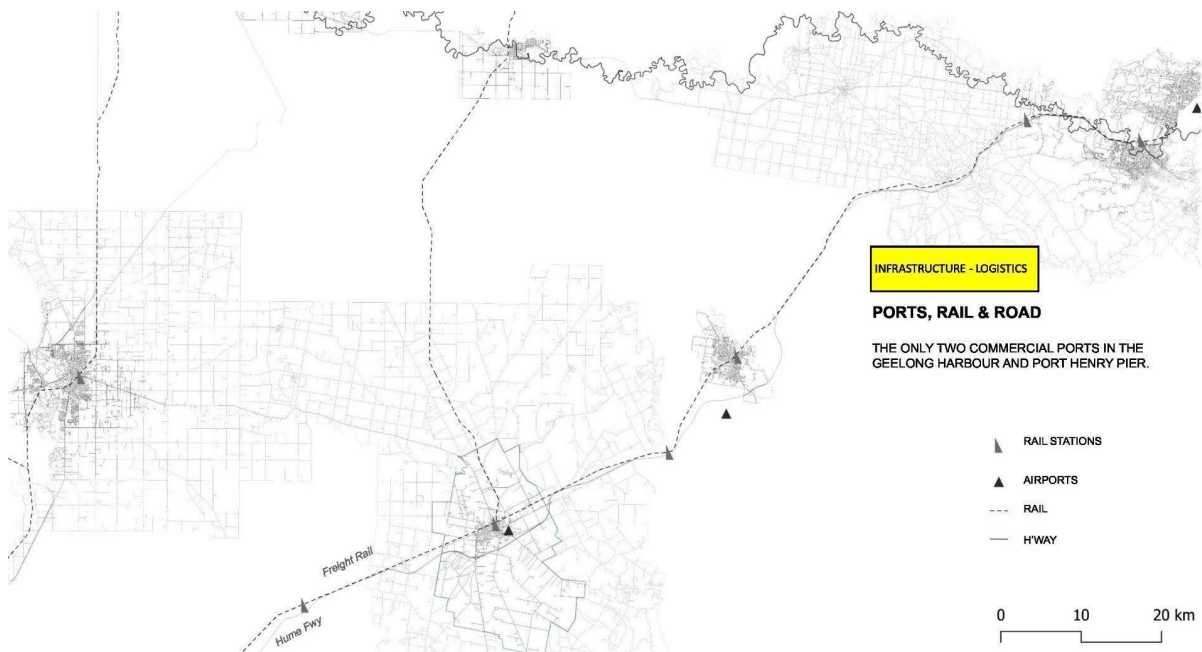 INFRASTRUCTURE - LOGISTICS
PORTS, RAIL & ROAD
THE ONLY TWO COMMERCIAL PORTS IN THE
GEELONG HARBOUR AND PORT HENRY PIER.
RAIL STATIONS
AIRPORTS
RAIL
H'WAY
Freight Rail
Hume Fwy
0 10 20 km